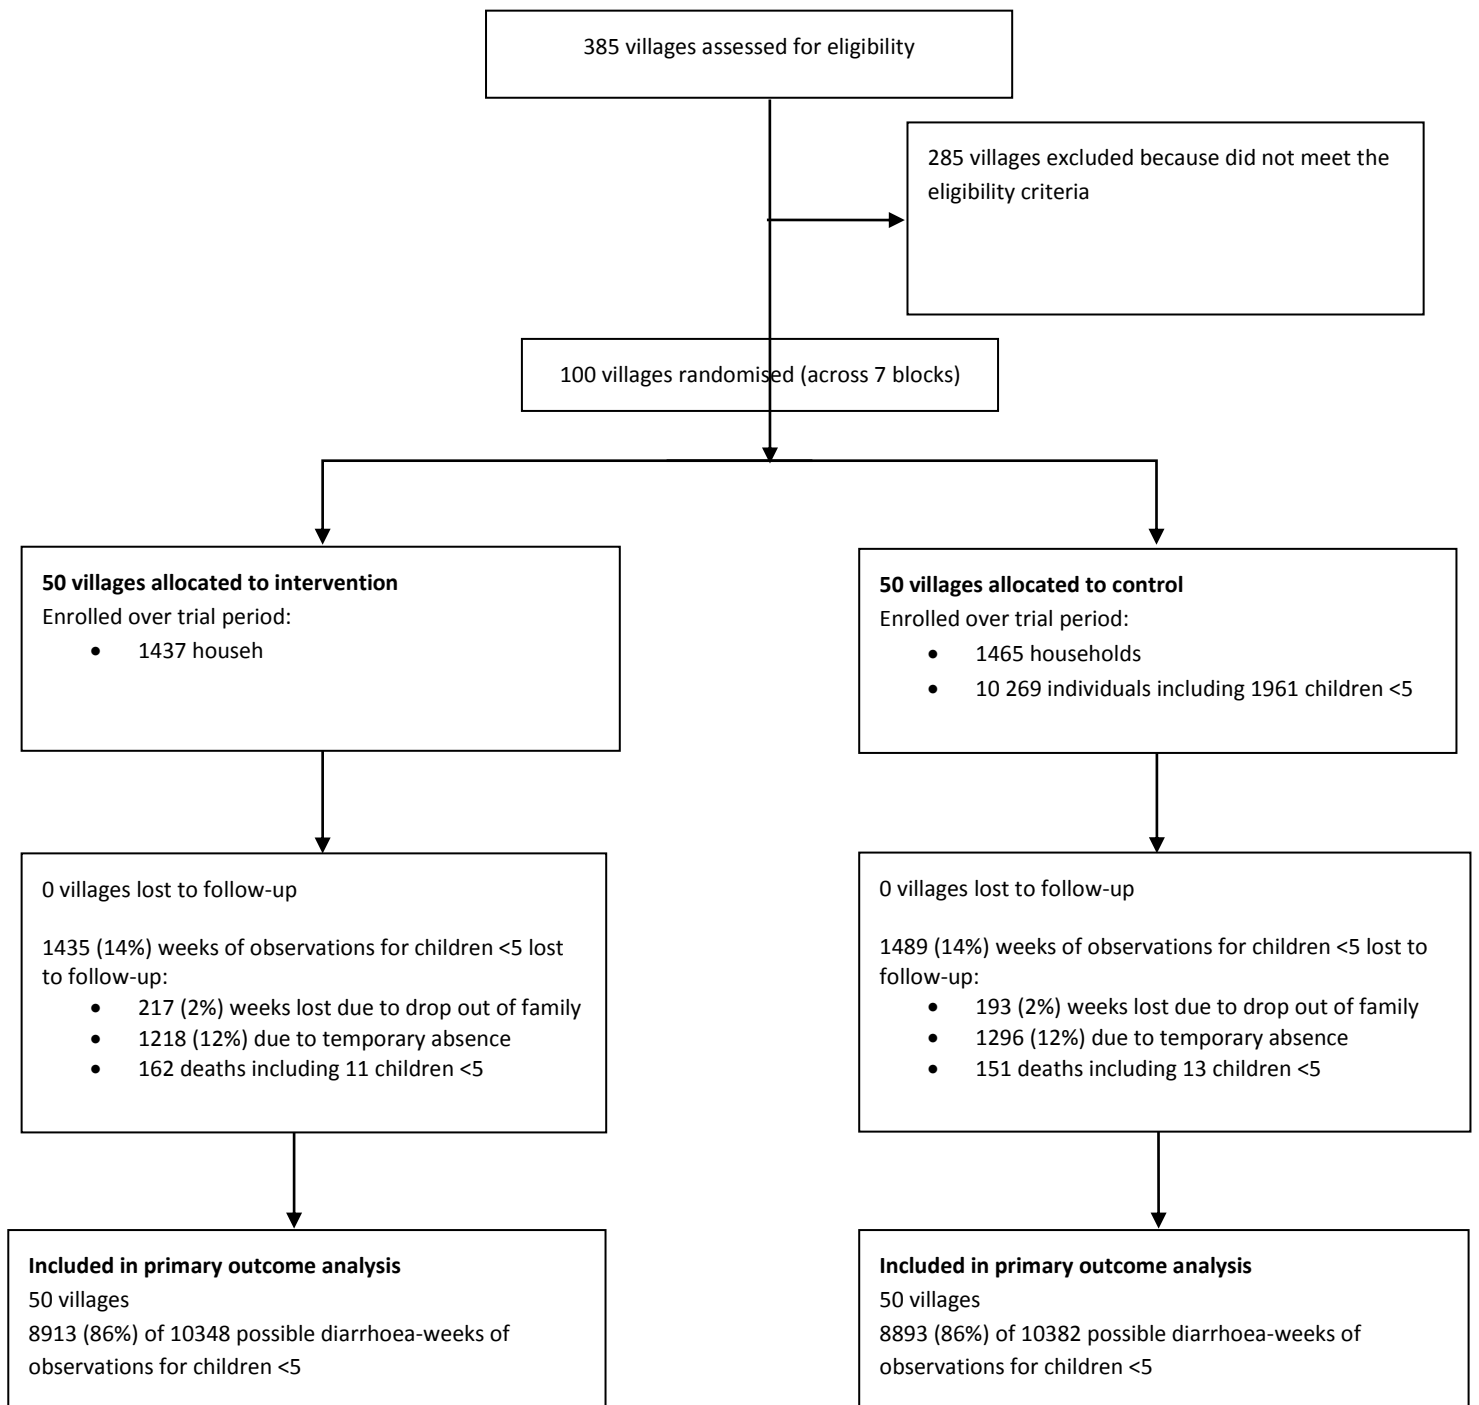 385 villages assessed for eligibility
285 villages excluded because did not meet the
eligibility criteria
100 villages randomised (across 7 blocks)
50 villages allocated to intervention
Enrolled over trial period:
• 1437 househ
50 villages allocated to control
Enrolled over trial period:
• 1465 households
• 10 269 individuals including 1961 children <5
0 villages lost to follow-up
1435 (14%) weeks of observations for children <5 lost
to follow-up:
• 217 (2%) weeks lost due to drop out of family
• 1218 (12%) due to temporary absence
• 162 deaths including 11 children <5
0 villages lost to follow-up
1489 (14%) weeks of observations for children <5 lost to
follow-up:
• 193 (2%) weeks lost due to drop out of family
• 1296 (12%) due to temporary absence
• 151 deaths including 13 children <5
Included in primary outcome analysis
50 villages
8913 (86%) of 10348 possible diarrhoea-weeks of
observations for children <5
Included in primary outcome analysis
50 villages
8893 (86%) of 10382 possible diarrhoea-weeks of
observations for children <5